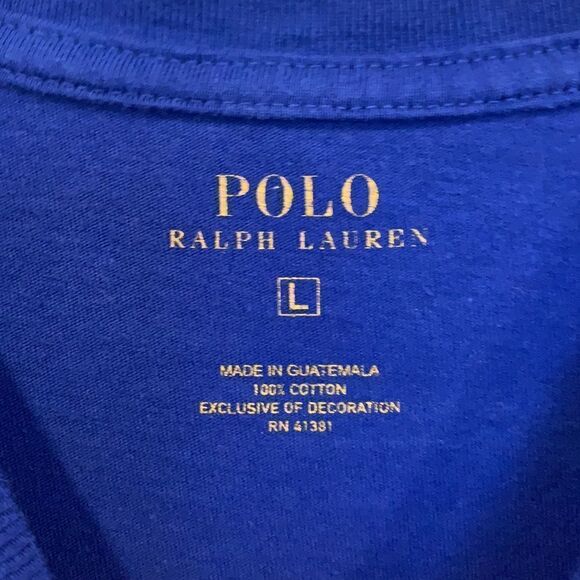 POLO
RALPH LAUREN
L
MADE IN GUATEMALA
100% COTTON
EXCLUSIVE OF DECORATION
RN 41381